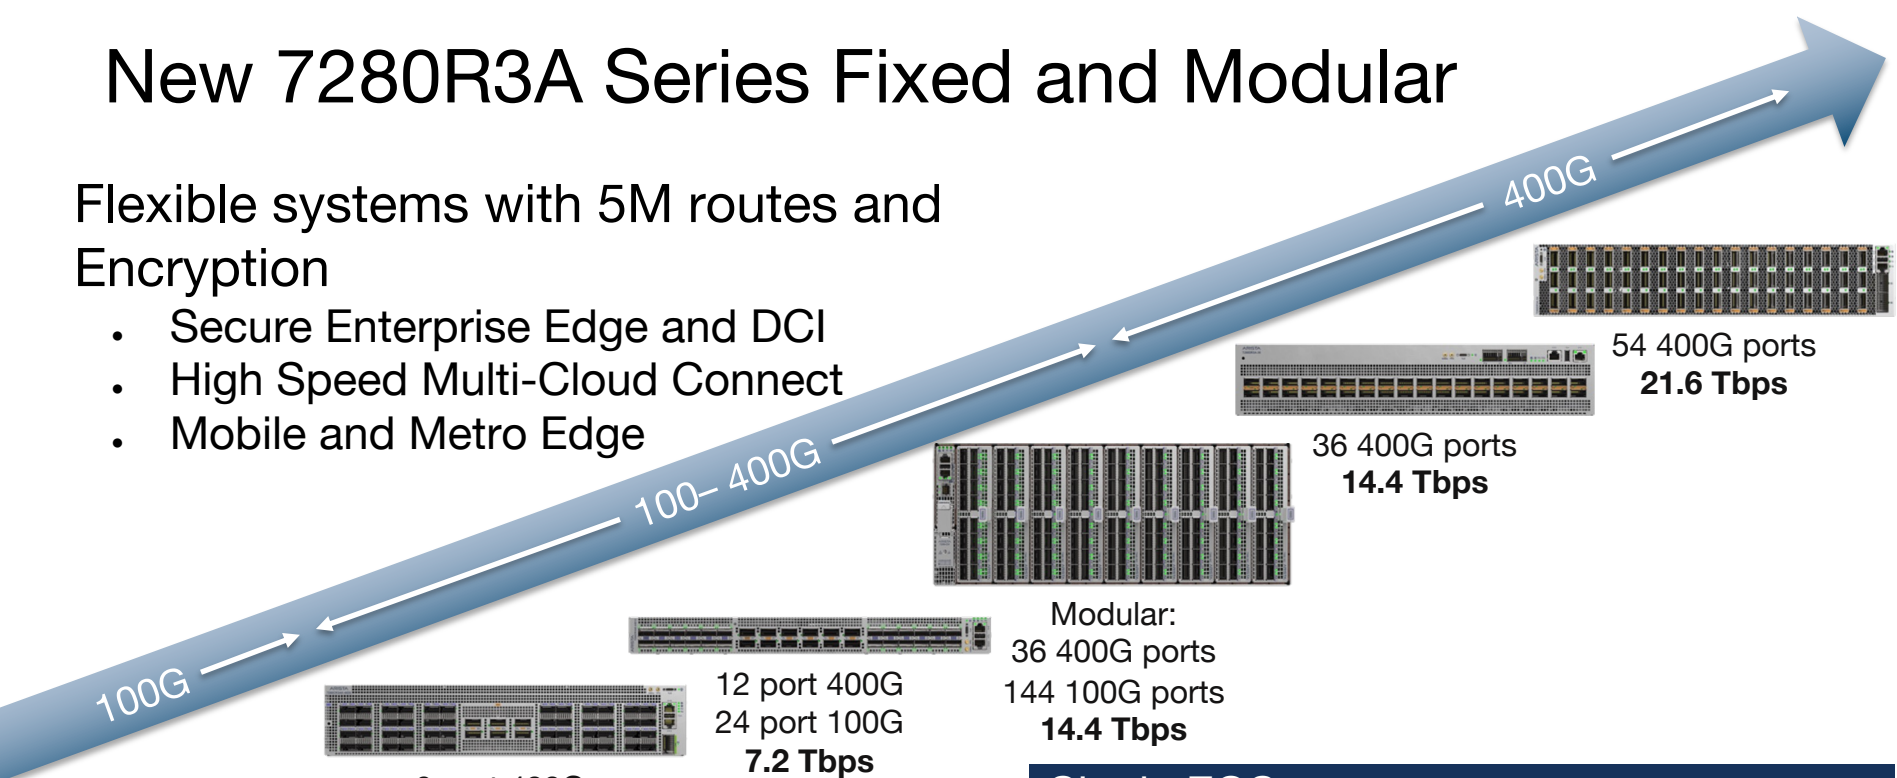 New 7280R3A Series Fixed and Modular
Flexible systems with 5M routes and
Encryption
. Secure Enterprise Edge and DCI
. High Speed Multi-Cloud Connect
. Mobile and Metro Edge
400G
100– 400G
100G
54 400G ports
21.6 Tbps
36 400G ports
14.4 Tbps
Modular:
36 400G ports
144 100G ports
14.4 Tbps
12 port 400G
24 port 100G
7.2 Tbps